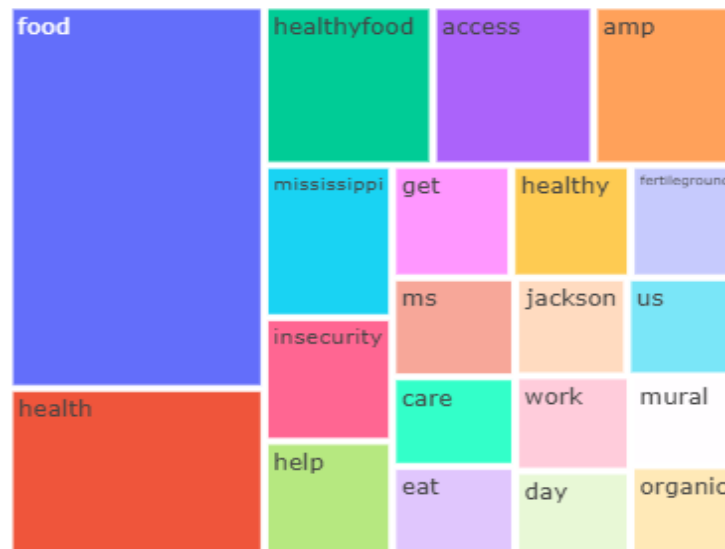 food
healthyfood
access
amp
mississippi
get
healthy
fertileground
ms
jackson
us
insecurity
health
care
work
mural
help
eat
day
organic